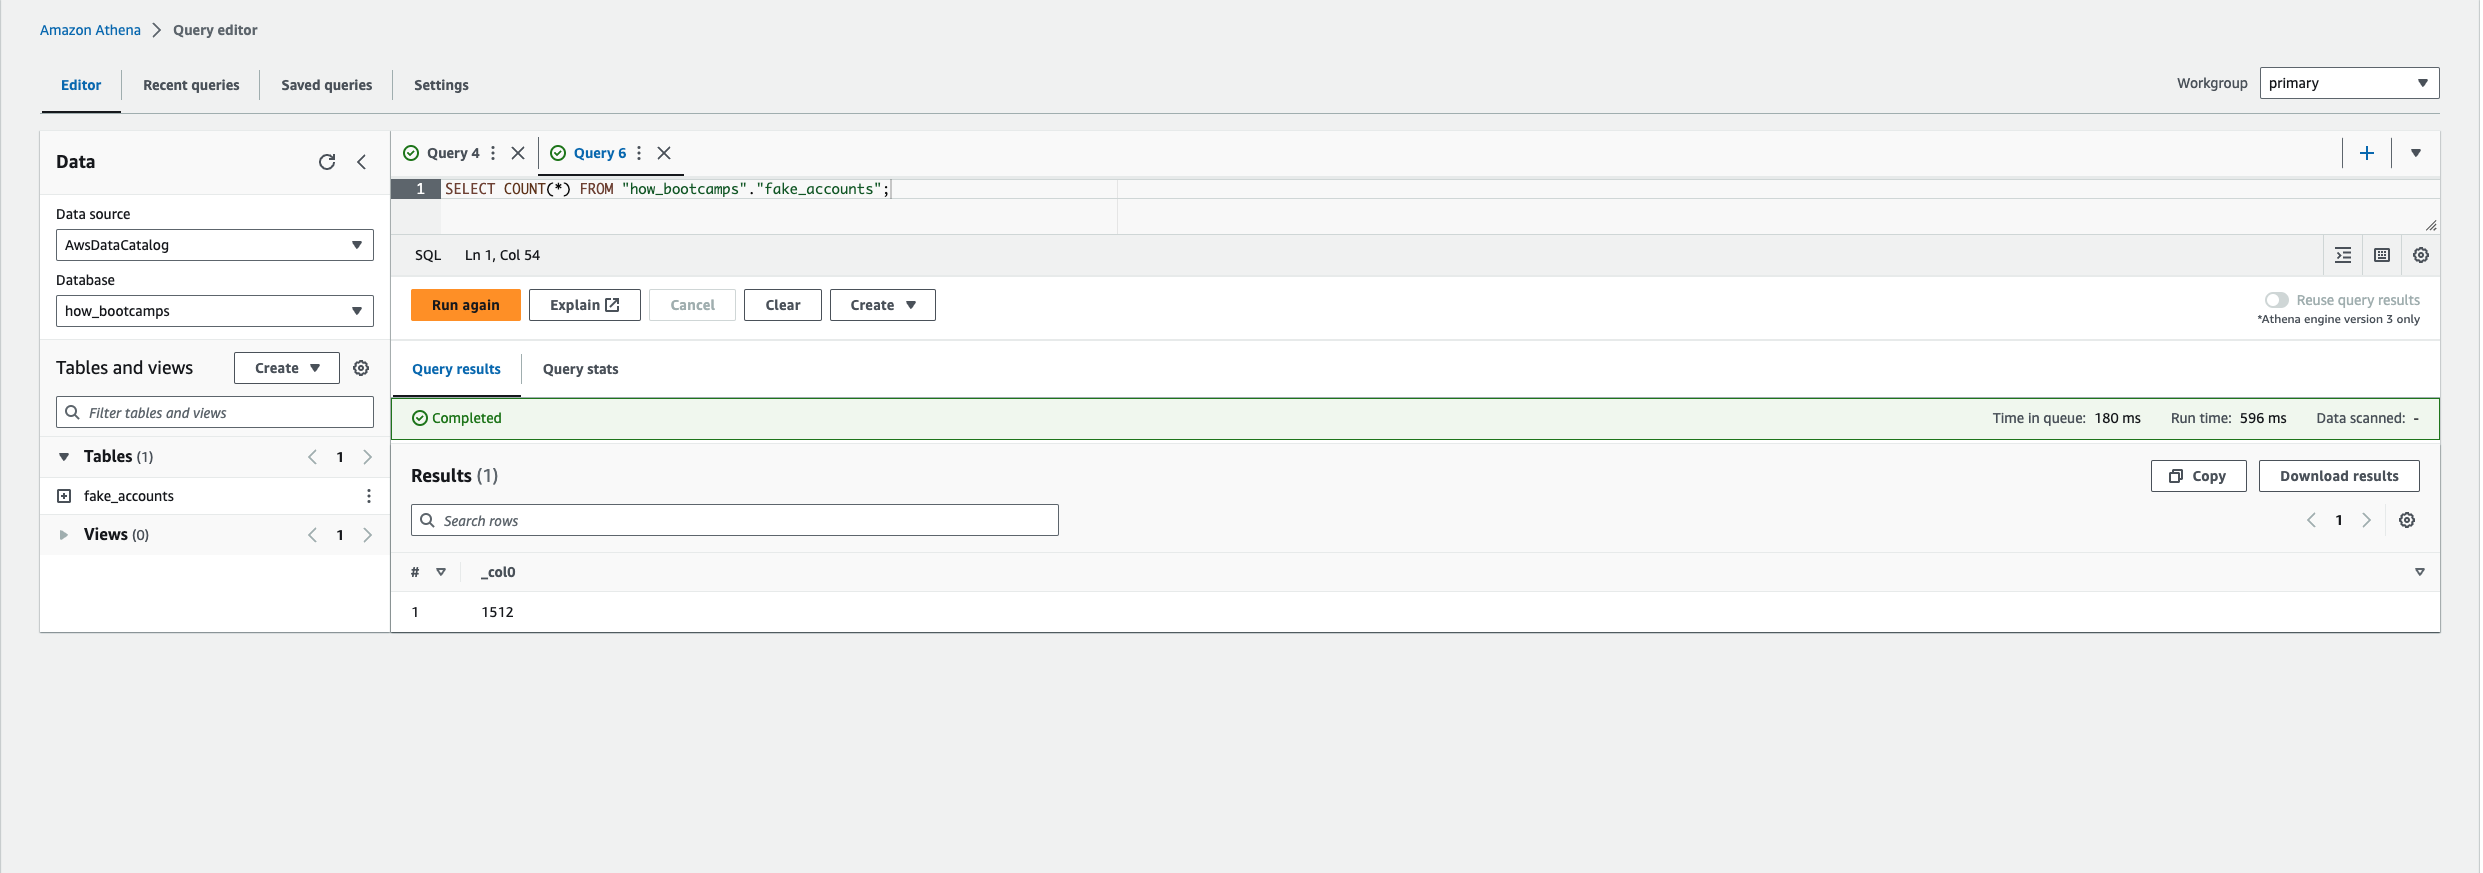 Amazon Athena > Query editor
Editor Recent queries Saved queries Settings
Workgroup primary
Data
Data source
AwsDataCatalog
Database
how_bootcamps
Tables and views Create
Filter tables and views
Tables (1) < 1 >
fake_accounts
Views (0) < 1 >
Query 4 Query 6
1 SELECT COUNT(*) FROM "how_bootcamps"."fake_accounts";
SQL Ln 1, Col 54
Run again Explain Cancel Clear Create
Reuse query results
*Athena engine version 3 only
Query results Query stats
Completed Time in queue: 180 ms Run time: 596 ms Data scanned: -
Results (1) Copy Download results
Search rows < 1 >
# _col0
1 1512